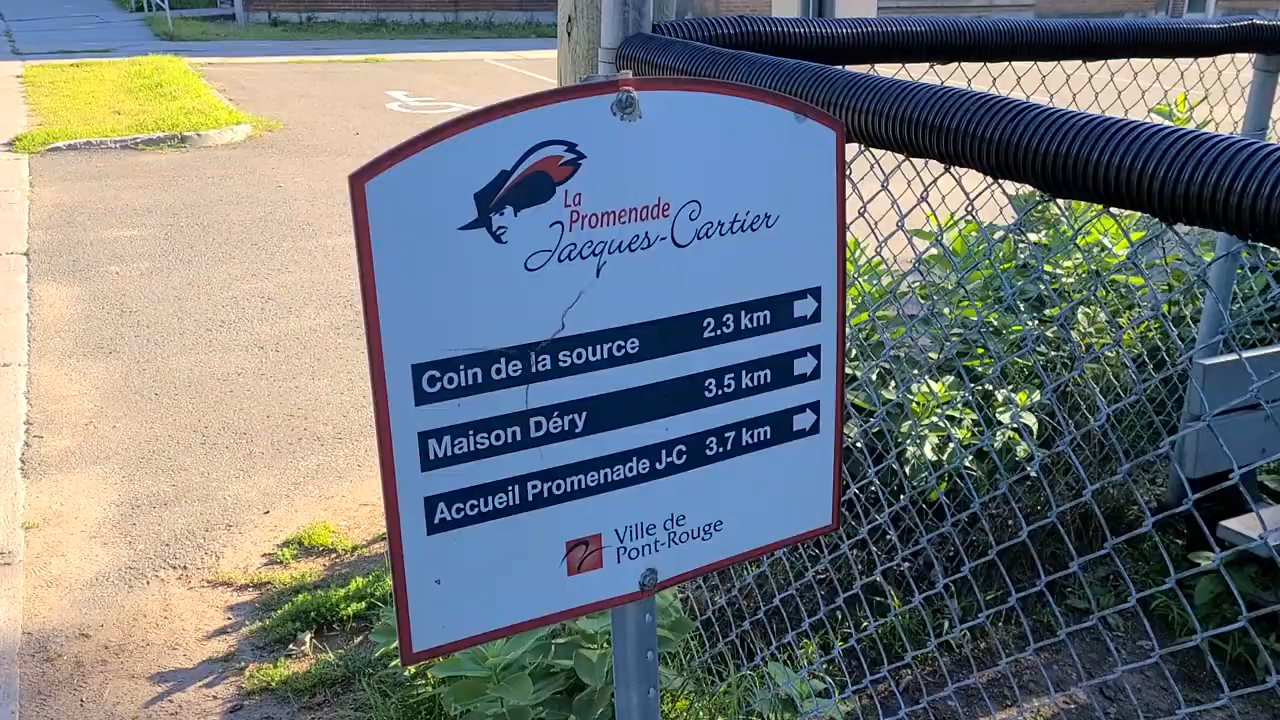 La
Promenade
Jacques-Cartier
Coin de la source 2.3 km
Maison Déry 3.5 km
Accueil Promenade J-C 3.7 km
Ville de
Pont-Rouge